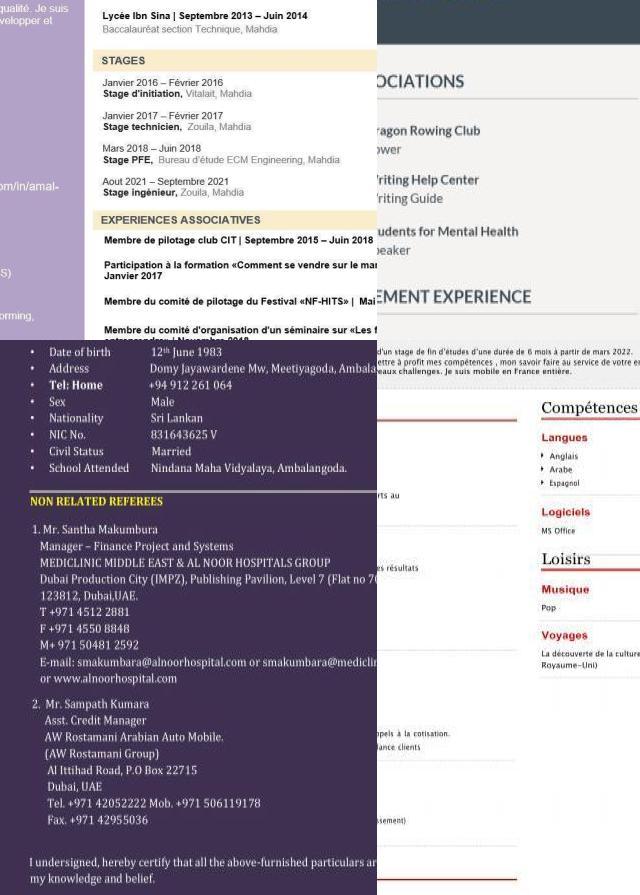 qualité. Je suis
velopper et
om/in/amal-
S)
orming,
Lycée Ibn Sina | Septembre 2013 – Juin 2014
Baccalauréat section Technique, Mahdia
STAGES
Janvier 2016 – Février 2016
Stage d'initiation, Vitalait, Mahdia
Janvier 2017 – Février 2017
Stage technicien, Zouila, Mahdia
Mars 2018 – Juin 2018
Stage PFE, Bureau d'étude ECM Engineering, Mahdia
Aout 2021 – Septembre 2021
Stage ingénieur, Zouila, Mahdia
EXPERIENCES ASSOCIATIVES
Membre de pilotage club CIT | Septembre 2015 – Juin 2018
Participation à la formation «Comment se vendre sur le mar
Janvier 2017
Membre du comité de pilotage du Festival «NF-HITS» | Mai
Membre du comité d'organisation d'un séminaire sur «Les f
OCIATIONS
ragon Rowing Club
ower
riting Help Center
riting Guide
udents for Mental Health
peaker
EMENT EXPERIENCE
• Date of birth 12th June 1983
• Address Domy Jayawardene Mw, Meetiyagoda, Ambala
• Tel: Home +94 912 261 064
• Sex Male
• Nationality Sri Lankan
• NIC No. 831643625 V
• Civil Status Married
• School Attended Nindana Maha Vidyalaya, Ambalangoda.
NON RELATED REFEREES
1. Mr. Santha Makumbura
Manager – Finance Project and Systems
MEDICLINIC MIDDLE EAST & AL NOOR HOSPITALS GROUP
Dubai Production City (IMPZ), Publishing Pavilion, Level 7 (Flat no 70
123812, Dubai,UAE.
T +971 4512 2881
F +971 4550 8848
M+ 971 50481 2592
E-mail: smakumbara@alnoorhospital.com or smakumbara@mediclin
or www.alnoorhospital.com
2. Mr. Sampath Kumara
Asst. Credit Manager
AW Rostamani Arabian Auto Mobile.
(AW Rostamani Group)
Al Ittihad Road, P.O Box 22715
Dubai, UAE
Tel. +971 42052222 Mob. +971 506119178
Fax. +971 42955036
I undersigned, hereby certify that all the above-furnished particulars ar
my knowledge and belief.
d'un stage de fin d'études d'une durée de 6 mois à partir de mars 2022.
ettre à profit mes compétences , mon savoir faire au service de votre en
eaux challenges. Je suis mobile en France entière.
rts au
es résultats
ppels à la cotisation.
lance clients
ssement)
Compétences
Langues
Anglais
Arabe
Espagnol
Logiciels
MS Office
Loisirs
Musique
Pop
Voyages
La découverte de la culture
Royaume-Uni)